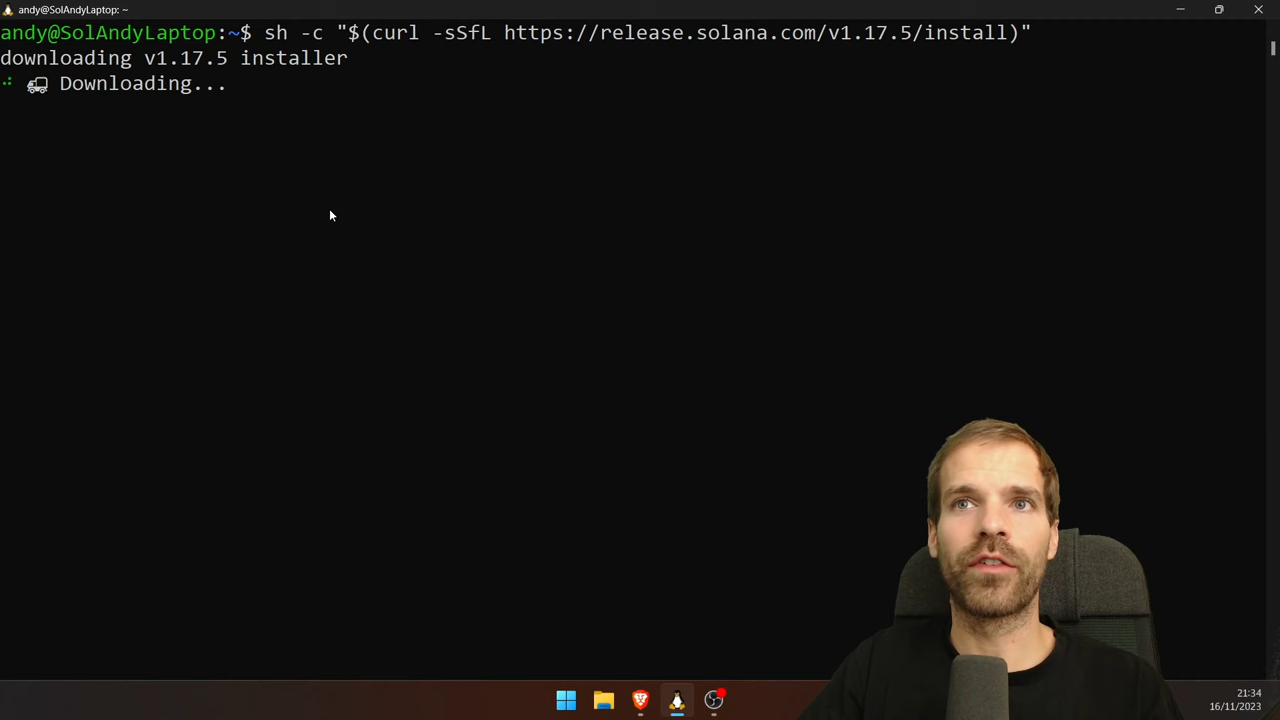 andy@SolAndyLaptop: ~
andy@SolAndyLaptop:~$ sh -c "$(curl -sSfL https://release.solana.com/v1.17.5/install)"
downloading v1.17.5 installer
Downloading...
21:34
16/11/2023